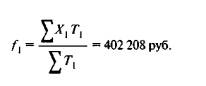 f₁ = ∑X₁T₁ / ∑T₁ = 402 208 руб.